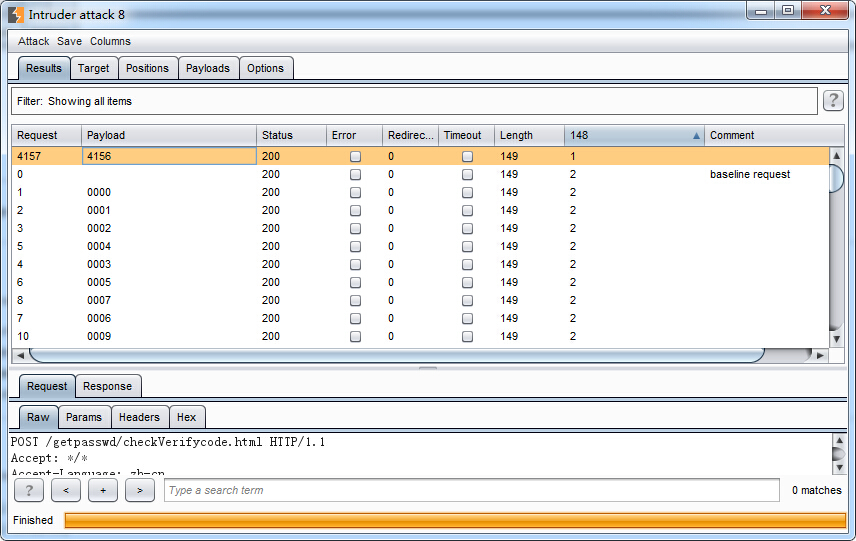 Intruder attack 8
Attack Save Columns
Results Target Positions Payloads Options
Filter: Showing all items ?
Request Payload Status Error Redirec... Timeout Length 148 Comment
4157 4156 200 0 149 1
0 200 0 149 2 baseline request
1 0000 200 0 149 2
2 0001 200 0 149 2
3 0002 200 0 149 2
5 0004 200 0 149 2
4 0003 200 0 149 2
6 0005 200 0 149 2
8 0007 200 0 149 2
7 0006 200 0 149 2
10 0009 200 0 149 2
Request Response
Raw Params Headers Hex
POST /getpasswd/checkVerifycode.html HTTP/1.1
Accept: */*
Accept-Language: zh-cn
? < + > Type a search term 0 matches
Finished